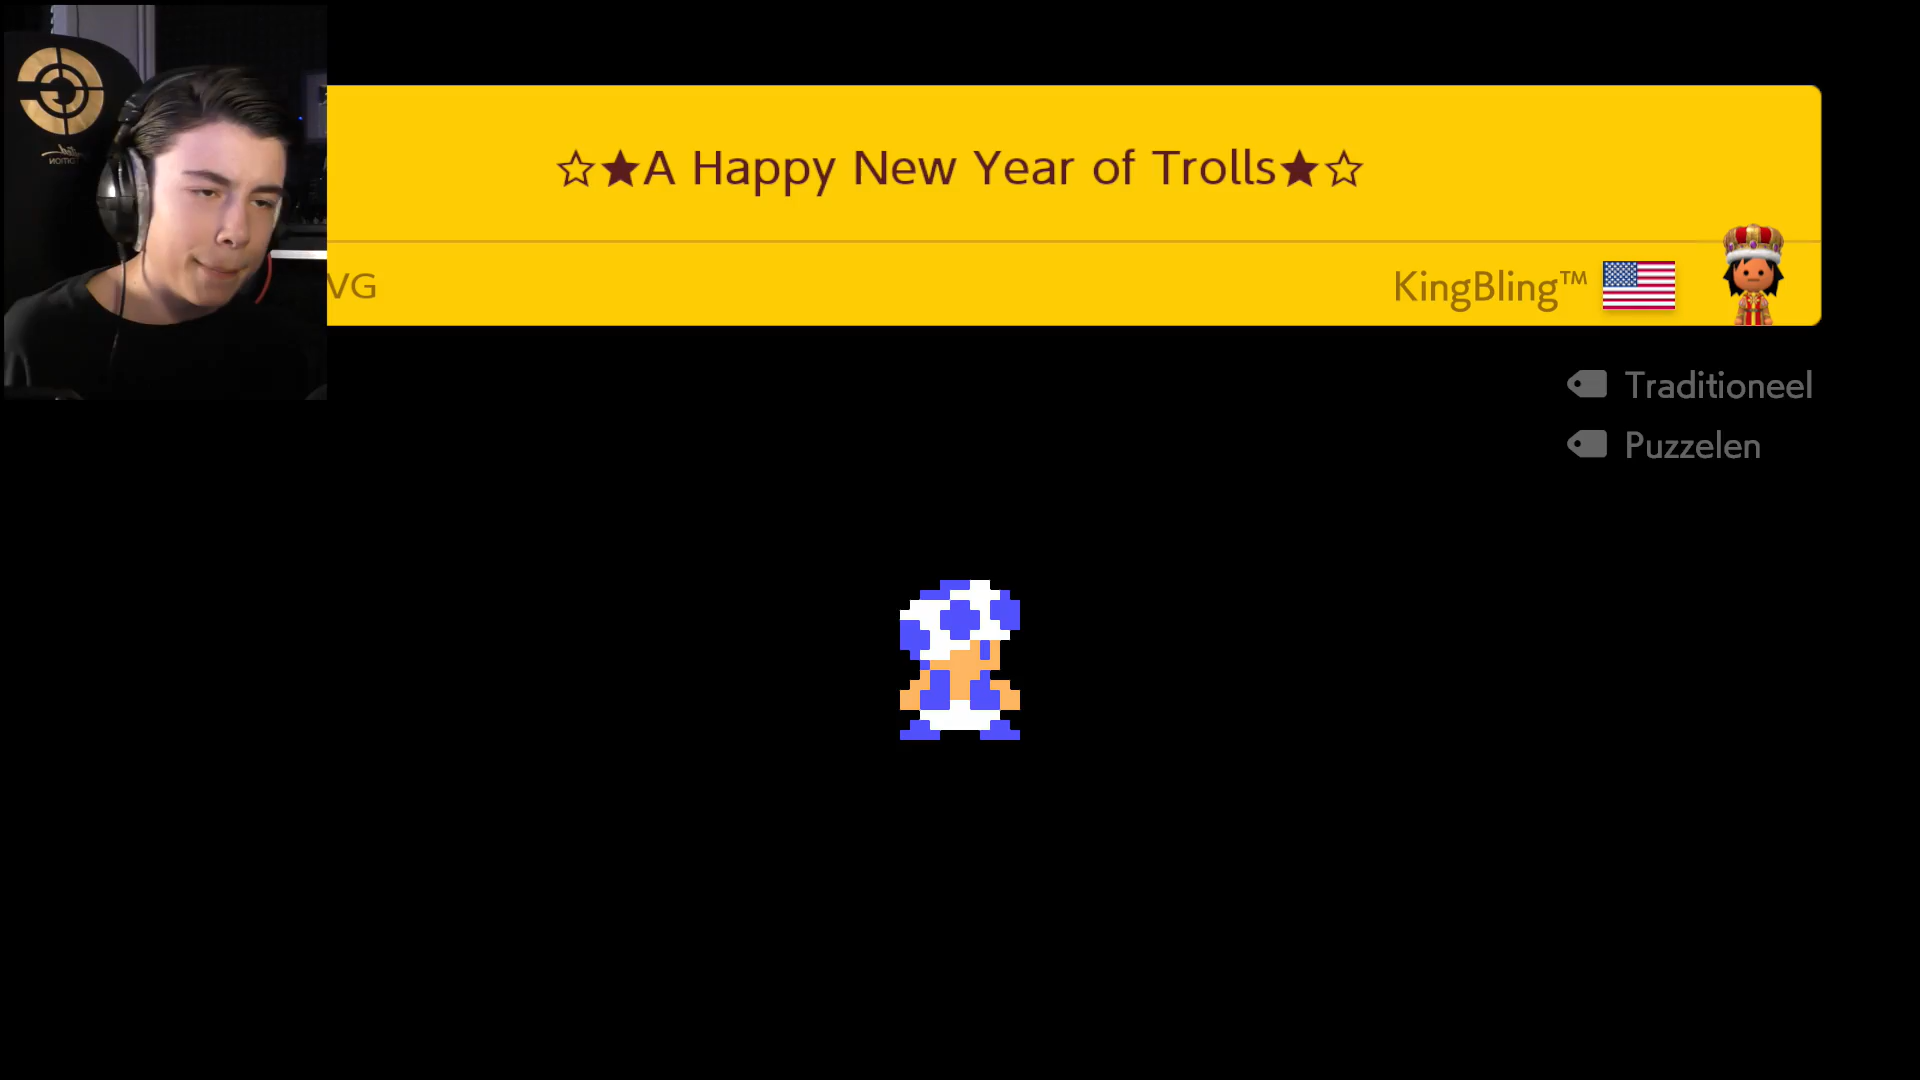 ☆★A Happy New Year of Trolls★☆
VG
KingBling™
Traditioneel
Puzzelen